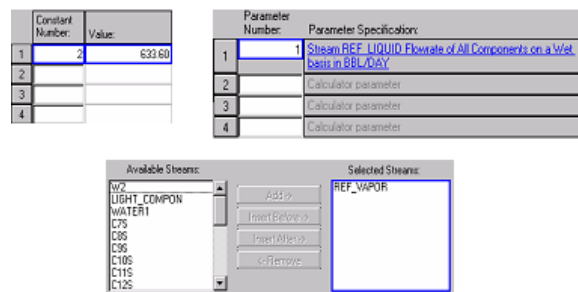 Constant Number: Value:
1 2 633.60
2
3
4
Parameter Number: Parameter Specification:
1 1 Stream REF_LIQUID Flowrate of All Components on a Wet basis in BBL/DAY
2 Calculator parameter
3 Calculator parameter
4 Calculator parameter
Available Streams:
W2
LIGHT_COMPON
WATER1
C7S
C8S
C9S
C10S
C11S
C12S
Add->
Insert Before->
Insert After->
<-Remove
Selected Streams:
REF_VAPOR